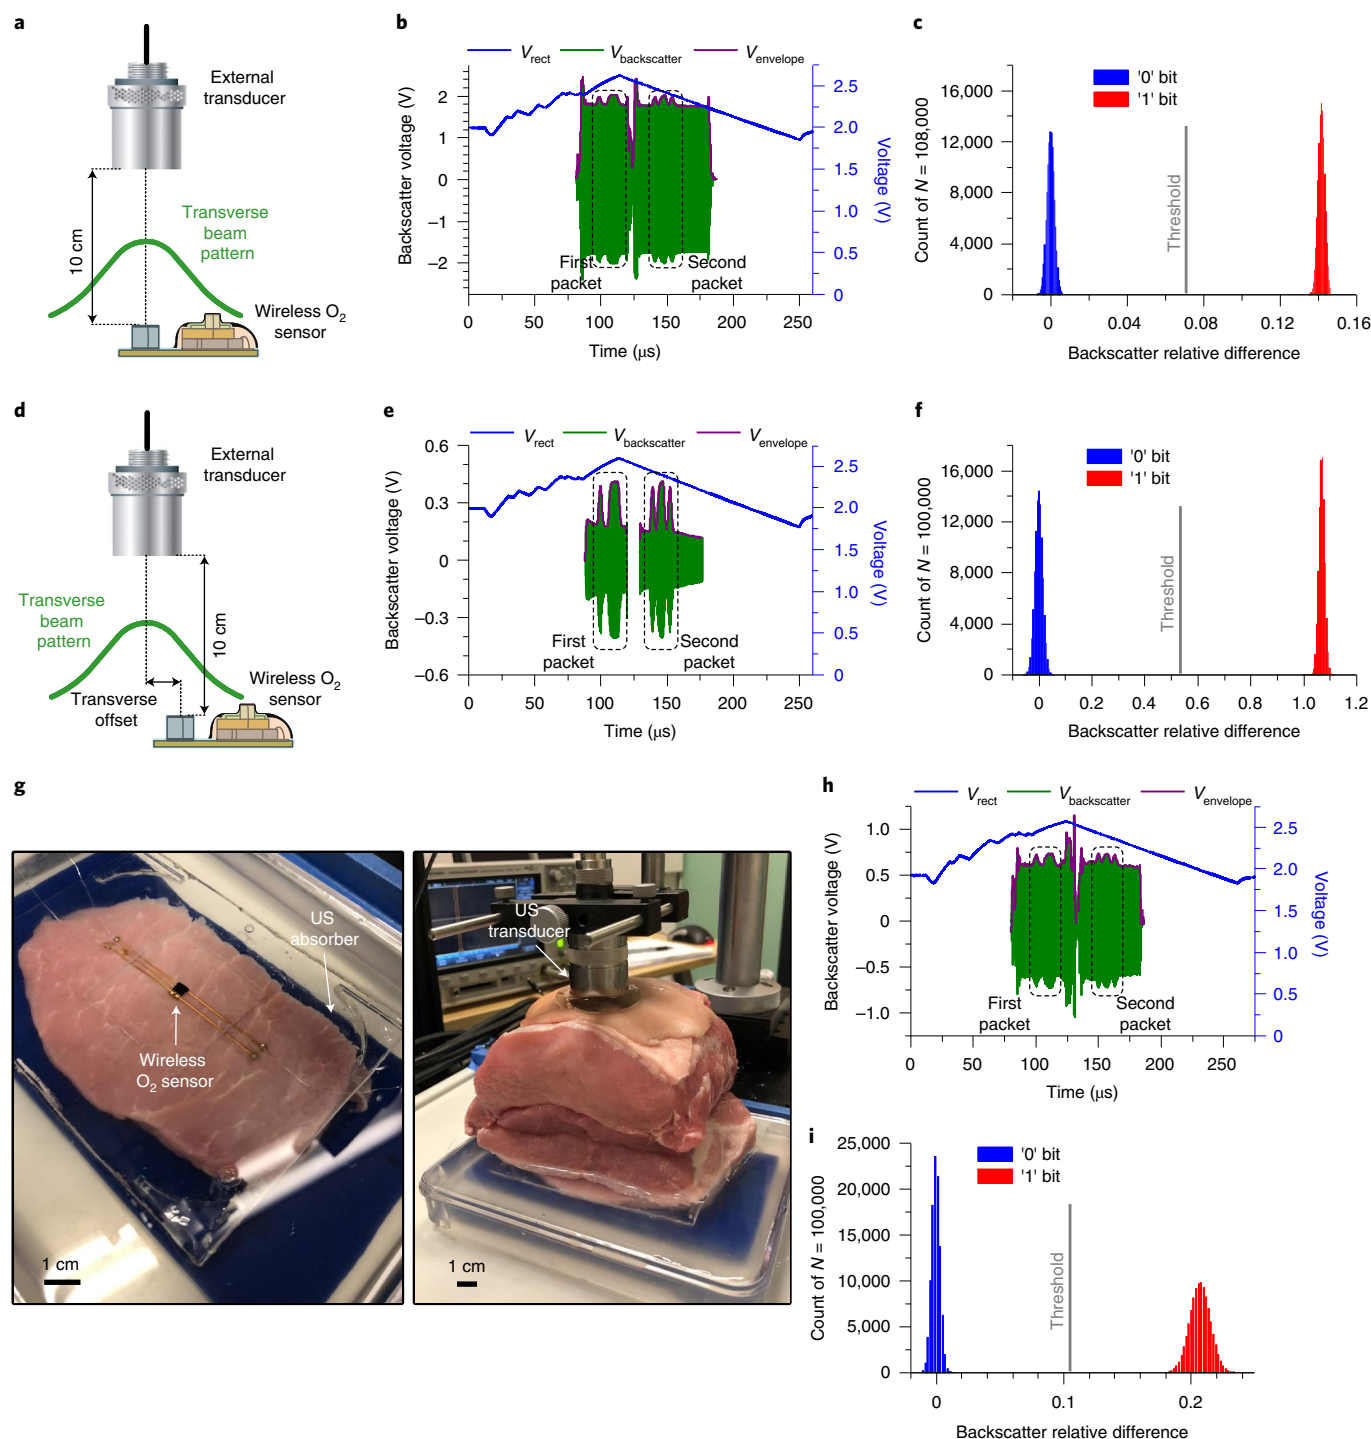 a
External
transducer
10 cm
Transverse
beam
pattern
Wireless O2
sensor
b
Vrect
Vbackscatter
Venvelope
Backscatter voltage (V)
2
1
0
–1
–2
2.5
2.0
1.5
1.0
0.5
0
Voltage (V)
First
packet
Second
packet
0 50 100 150 200 250
Time (μs)
c
'0' bit
'1' bit
Count of N = 108,000
16,000
12,000
8,000
4,000
0
Threshold
0 0.04 0.08 0.12 0.16
Backscatter relative difference
d
External
transducer
10 cm
Transverse
beam
pattern
Transverse
offset
Wireless O2
sensor
e
Vrect
Vbackscatter
Venvelope
Backscatter voltage (V)
0.6
0.3
0
–0.3
–0.6
2.5
2.0
1.5
1.0
0.5
0
Voltage (V)
First
packet
Second
packet
0 50 100 150 200 250
Time (μs)
f
'0' bit
'1' bit
Count of N = 100,000
16,000
12,000
8,000
4,000
0
Threshold
0 0.2 0.4 0.6 0.8 1.0 1.2
Backscatter relative difference
g
US
absorber
Wireless
O2 sensor
1 cm
US
transducer
1 cm
h
Vrect
Vbackscatter
Venvelope
Backscatter voltage (V)
1.0
0.5
0
–0.5
–1.0
2.5
2.0
1.5
1.0
0.5
0
Voltage (V)
First
packet
Second
packet
0 50 100 150 200 250
Time (μs)
i
'0' bit
'1' bit
Count of N = 100,000
25,000
20,000
15,000
10,000
5,000
0
Threshold
0 0.1 0.2
Backscatter relative difference